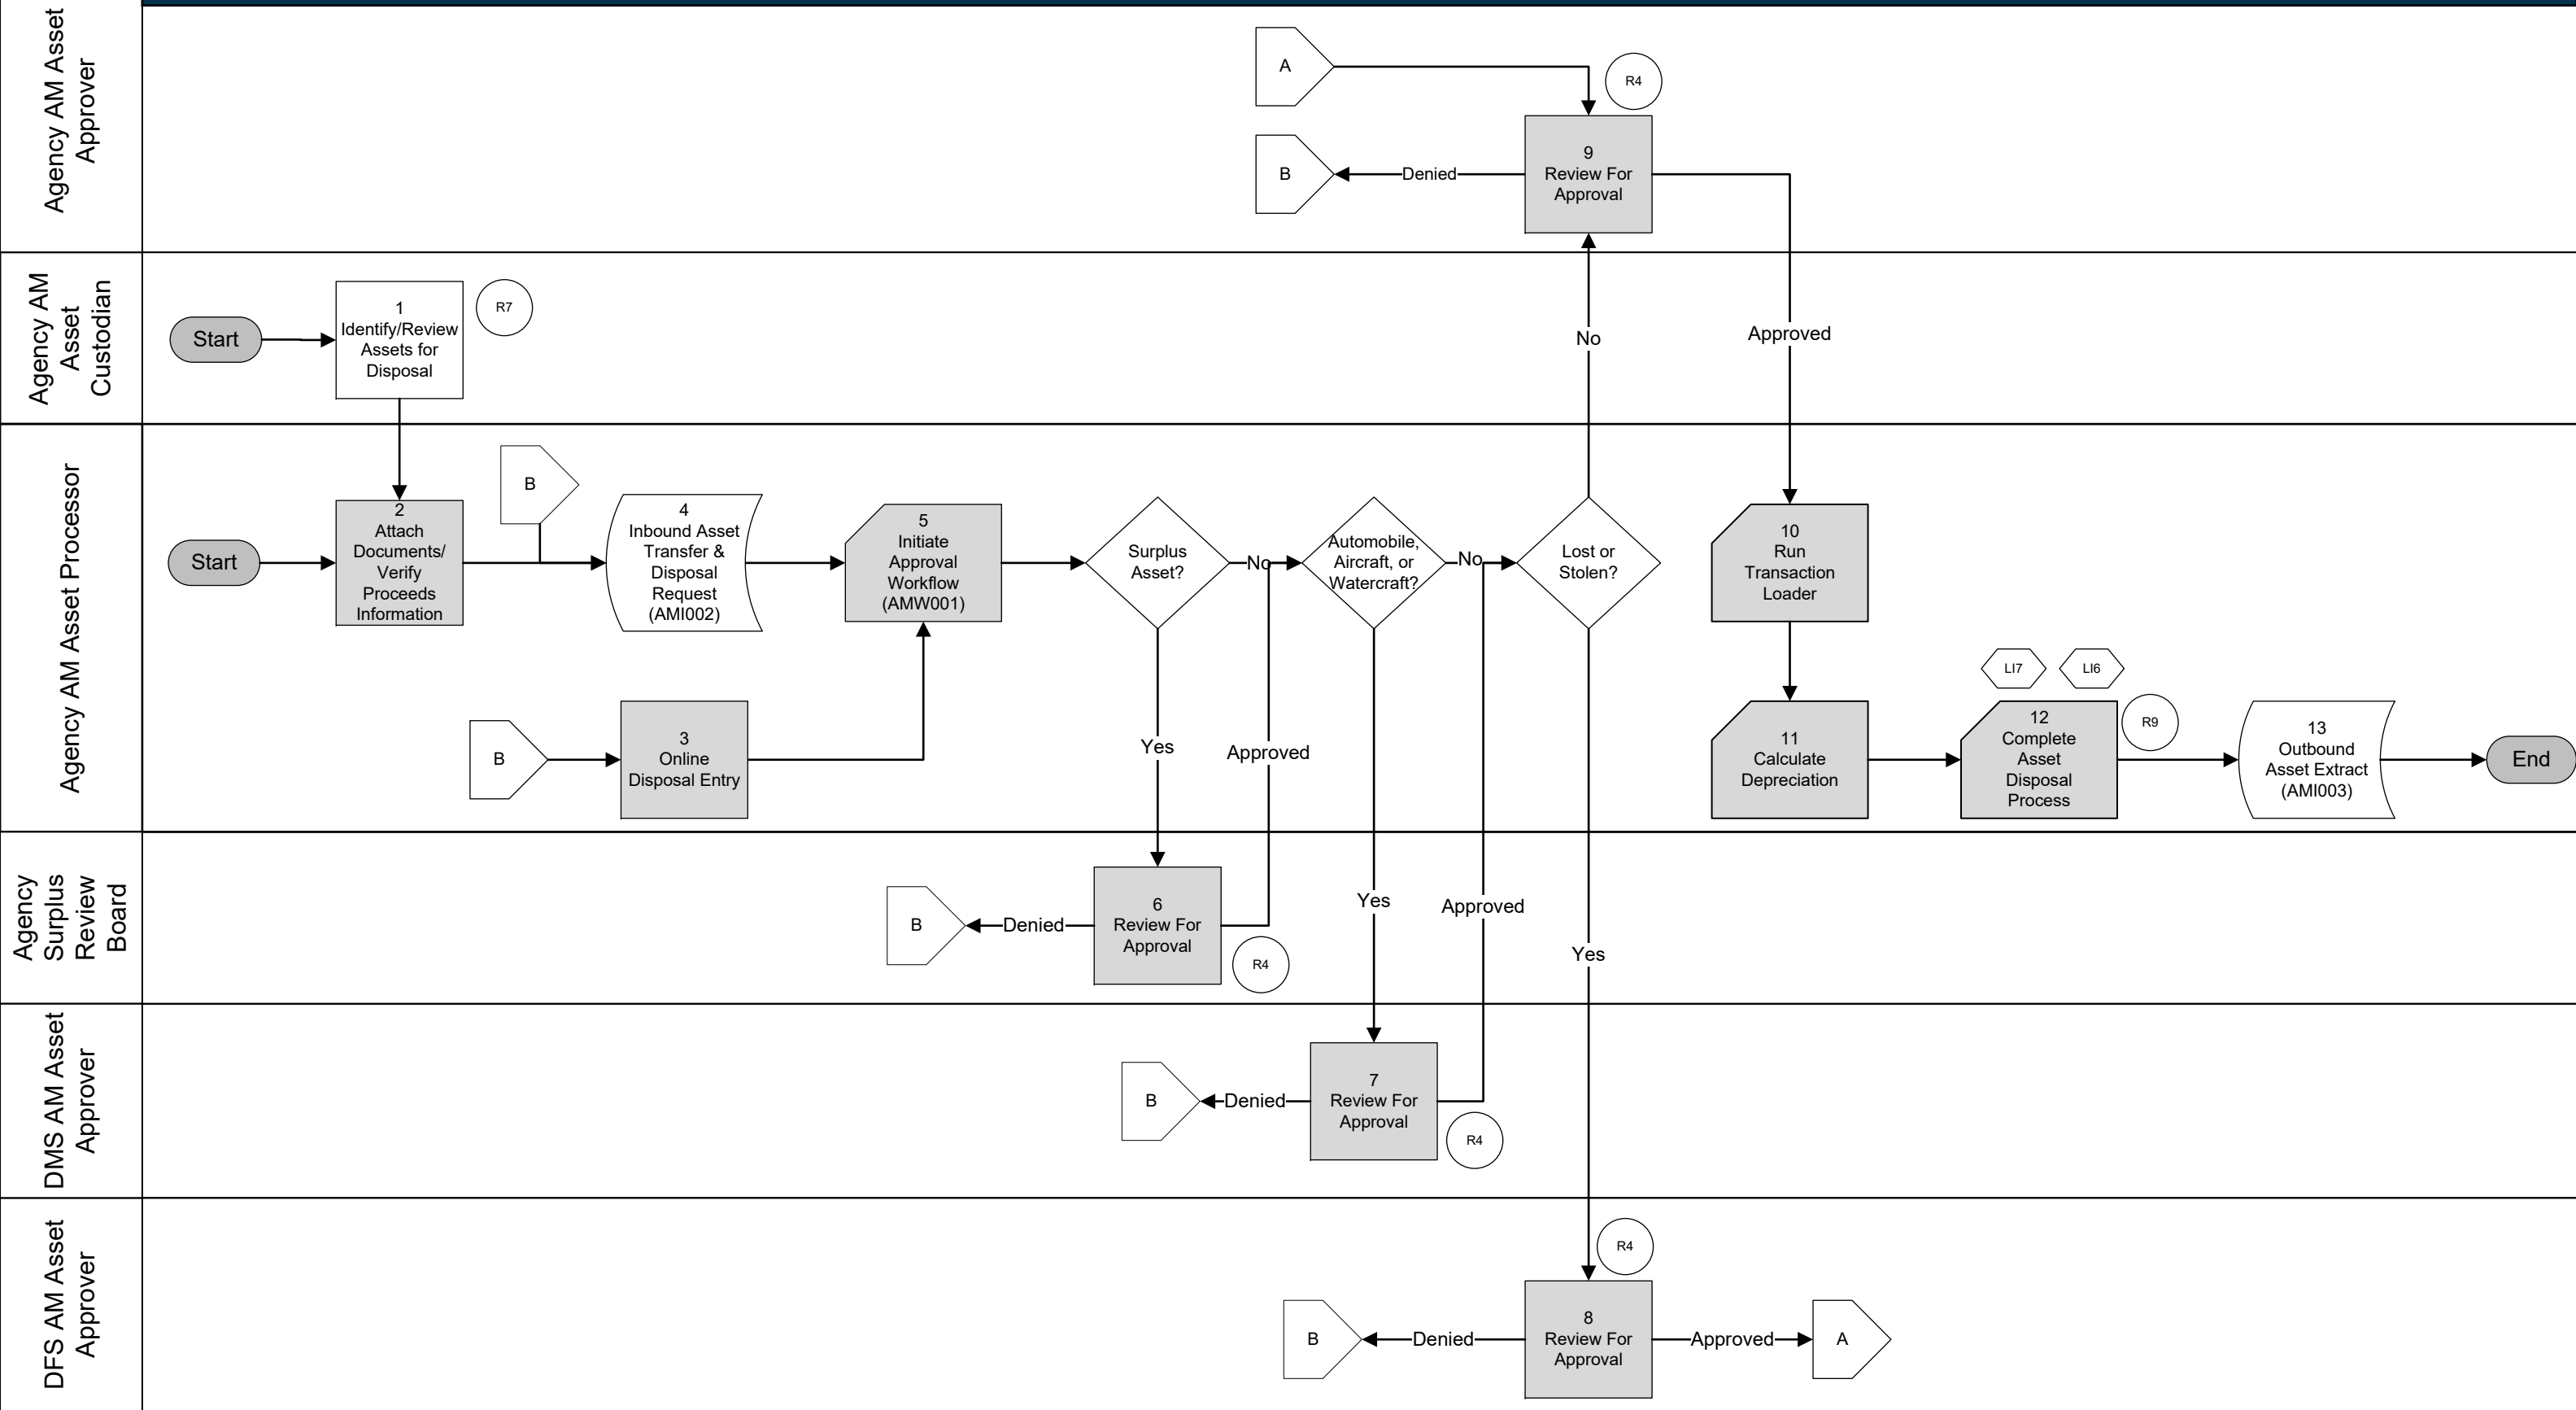 Agency AM Asset
Approver
A
R4
9
Review For
Approval
B
Denied
Agency AM
Asset
Custodian
Start
1
Identify/Review
Assets for
Disposal
R7
No
Approved
Agency AM Asset Processor
Start
2
Attach
Documents/
Verify
Proceeds
Information
B
4
Inbound Asset
Transfer &
Disposal
Request
(AMI002)
5
Initiate
Approval
Workflow
(AMW001)
Surplus
Asset?
No
Automobile,
Aircraft, or
Watercraft?
No
Lost or
Stolen?
10
Run
Transaction
Loader
B
3
Online
Disposal Entry
Yes
Approved
11
Calculate
Depreciation
LI7
LI6
12
Complete
Asset
Disposal
Process
R9
13
Outbound
Asset Extract
(AMI003)
End
Agency
Surplus
Review
Board
B
Denied
6
Review For
Approval
R4
Yes
Approved
Yes
DMS AM Asset
Approver
B
Denied
7
Review For
Approval
R4
DFS AM Asset
Approver
R4
B
Denied
8
Review For
Approval
Approved
A